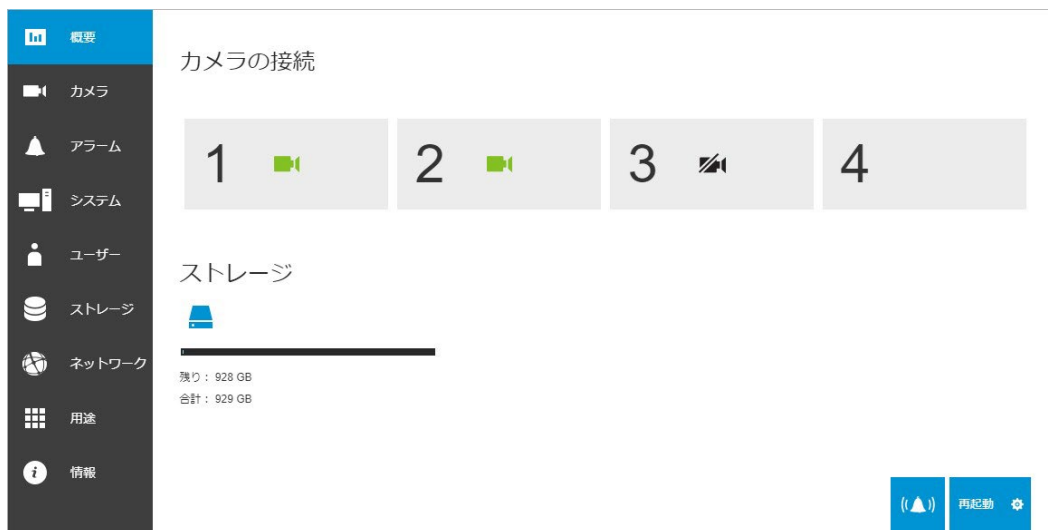 概要
カメラ
アラーム
システム
ユーザー
ストレージ
ネットワーク
用途
情報
カメラの接続
1 2 3 4
ストレージ
残り： 928 GB
合計： 929 GB
再起動